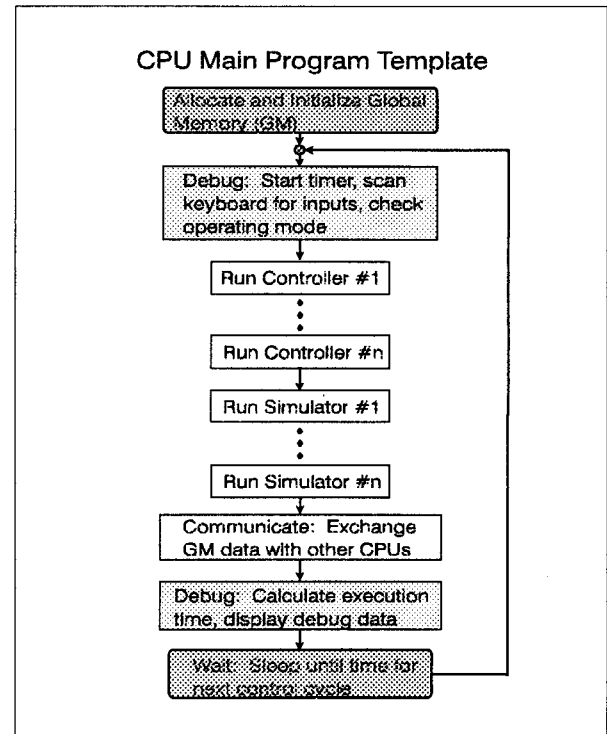 CPU Main Program Template
Allocate and Initialize Global
Memory (GM)
Debug: Start timer, scan
keyboard for inputs, check
operating mode
Run Controller #1
Run Controller #n
Run Simulator #1
Run Simulator #n
Communicate: Exchange
GM data with other CPUs
Debug: Calculate execution
time, display debug data
Wait: Sleep until time for
next control cycle